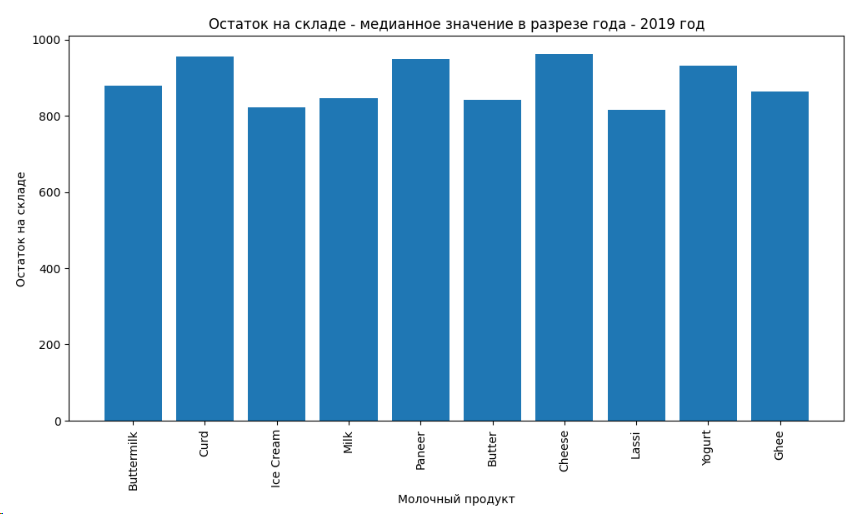 Остаток на складе - медианное значение в разрезе года - 2019 год
1000
800
600
400
200
0
Остаток на складе
Buttermilk
Curd
Ice Cream
Milk
Paneer
Butter
Cheese
Lassi
Yogurt
Ghee
Молочный продукт